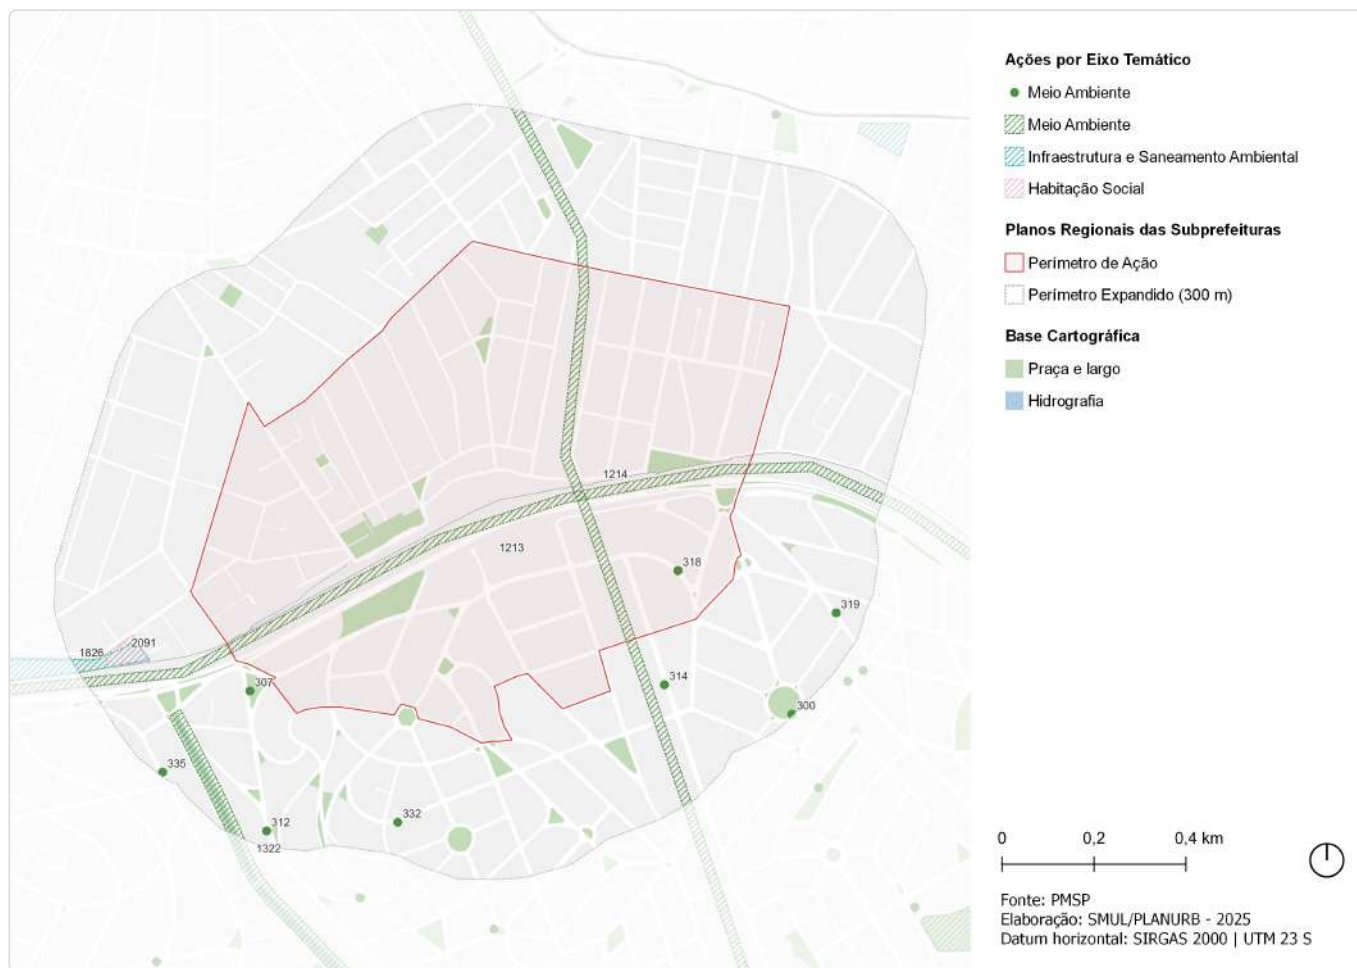 Ações por Eixo Temático
Meio Ambiente
Meio Ambiente
Infraestrutura e Saneamento Ambiental
Habitação Social
Planos Regionais das Subprefeituras
Perímetro de Ação
Perímetro Expandido (300 m)
Base Cartográfica
Praça e largo
Hidrografia
1214
1213
318
319
2091
1826
307
314
300
335
332
312
1322
0 0,2 0,4 km
Fonte: PMSP
Elaboração: SMUL/PLANURB - 2025
Datum horizontal: SIRGAS 2000 | UTM 23 S